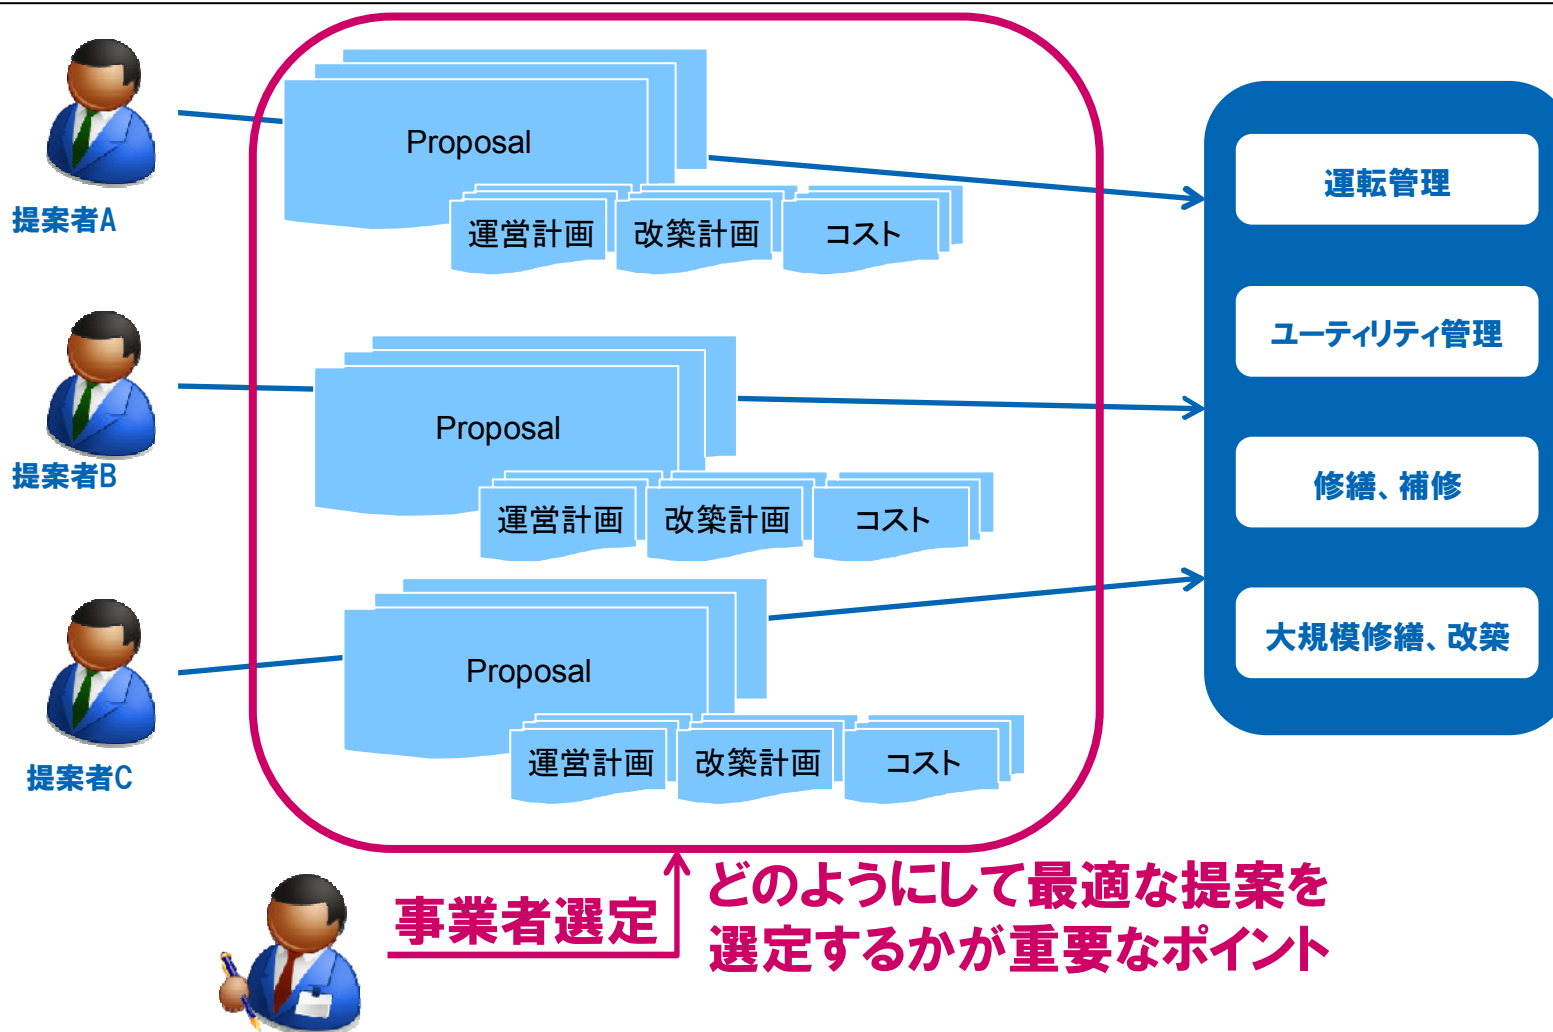 提案者A
Proposal
運営計画
改築計画
コスト
提案者B
Proposal
運営計画
改築計画
コスト
提案者C
Proposal
運営計画
改築計画
コスト
運転管理
ユーティリティ管理
修繕、補修
大規模修繕、改築
事業者選定
どのようにして最適な提案を
選定するかが重要なポイント